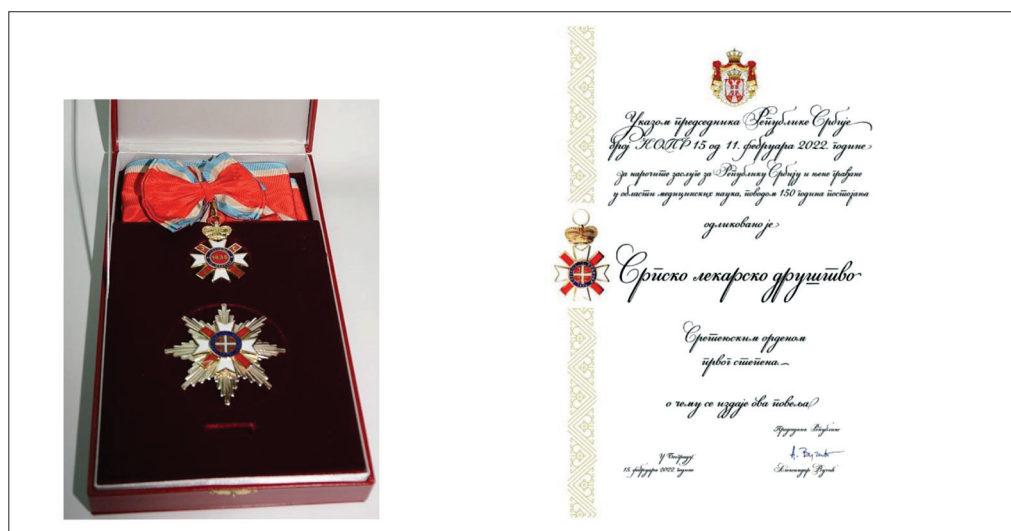 1835
Указом председника Републике Србије
број КОПР 15 од 11. фебруара 2022. године
за нарочите заслуге за Републику Србију и њене грађане
у области медицинских наука, поводом 150 година постојања
одликовано је
Српско лекарско друштво
Сретењским орденом
првог степена
о чему се издаје ова повеља
Председник Републике
У Београду
А. Вучић
15. фебруара 2022. године
Александар Вучић